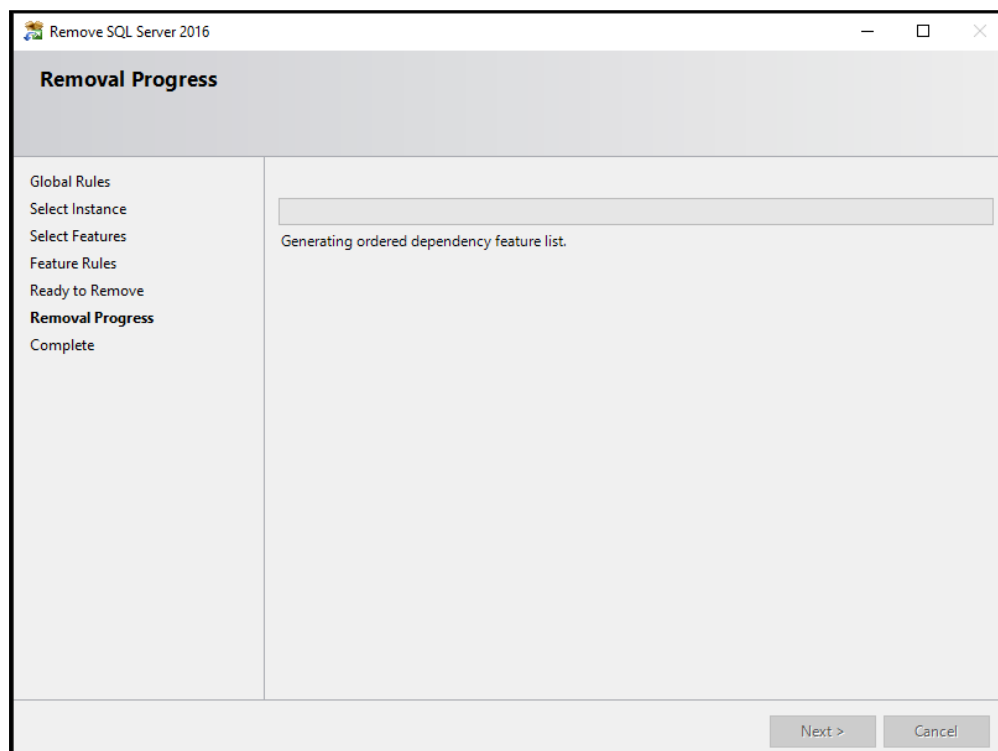 Remove SQL Server 2016
Removal Progress
Global Rules
Select Instance
Select Features
Feature Rules
Ready to Remove
Removal Progress
Complete
Generating ordered dependency feature list.
Next >
Cancel